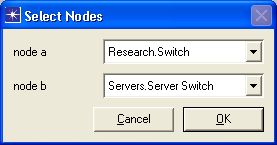 Select Nodes
node a Research.Switch
node b Servers.Server Switch
Cancel OK